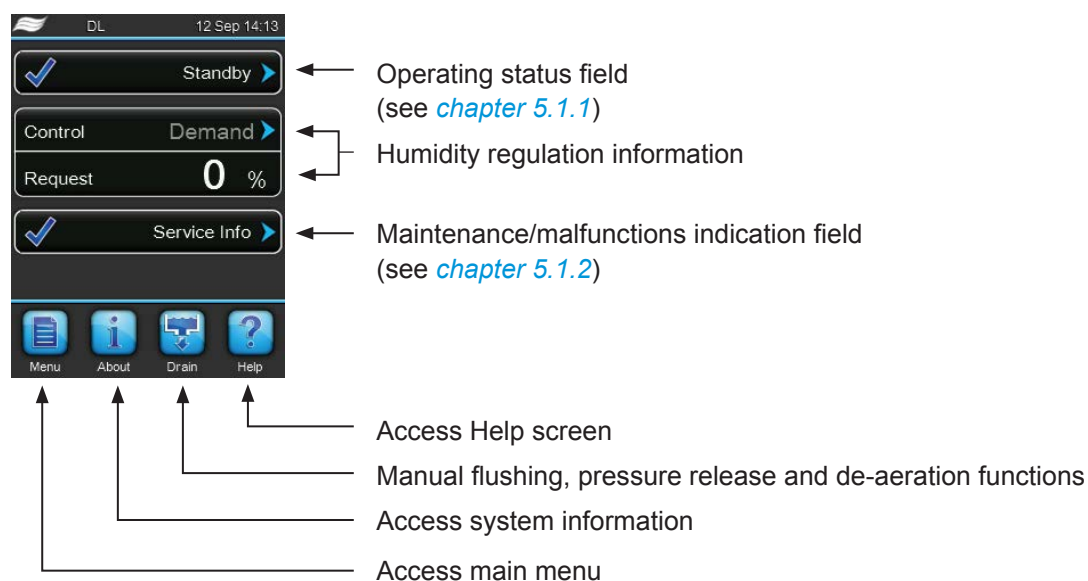 DL 12 Sep 14:13
Standby
Operating status field
(see chapter 5.1.1)
Control Demand
Humidity regulation information
Request 0 %
Service Info
Maintenance/malfunctions indication field
(see chapter 5.1.2)
Menu About Drain Help
Access Help screen
Manual flushing, pressure release and de-aeration functions
Access system information
Access main menu